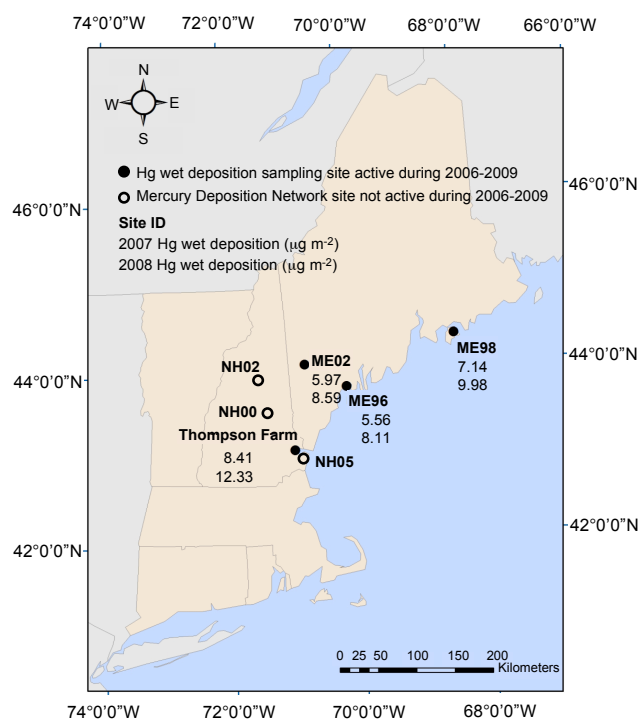 74°0'0"W 70°0'0"W 68°0'0"W 66°0'0"W
N
W E
S
Hg wet deposition sampling site active during 2006-2009
Mercury Deposition Network site not active during 2006-2009
Site ID
2007 Hg wet deposition (μg m-2)
2008 Hg wet deposition (μg m-2)
46°0'0"N 46°0'0"N
44°0'0"N 44°0'0"N
42°0'0"N 42°0'0"N
ME98
7.14
9.98
NH02
ME02
5.97
8.59
ME96
5.56
8.11
NH00
Thompson Farm
8.41
12.33
NH05
0 25 50 100 150 200
Kilometers
74°0'0"W 72°0'0"W 70°0'0"W 68°0'0"W